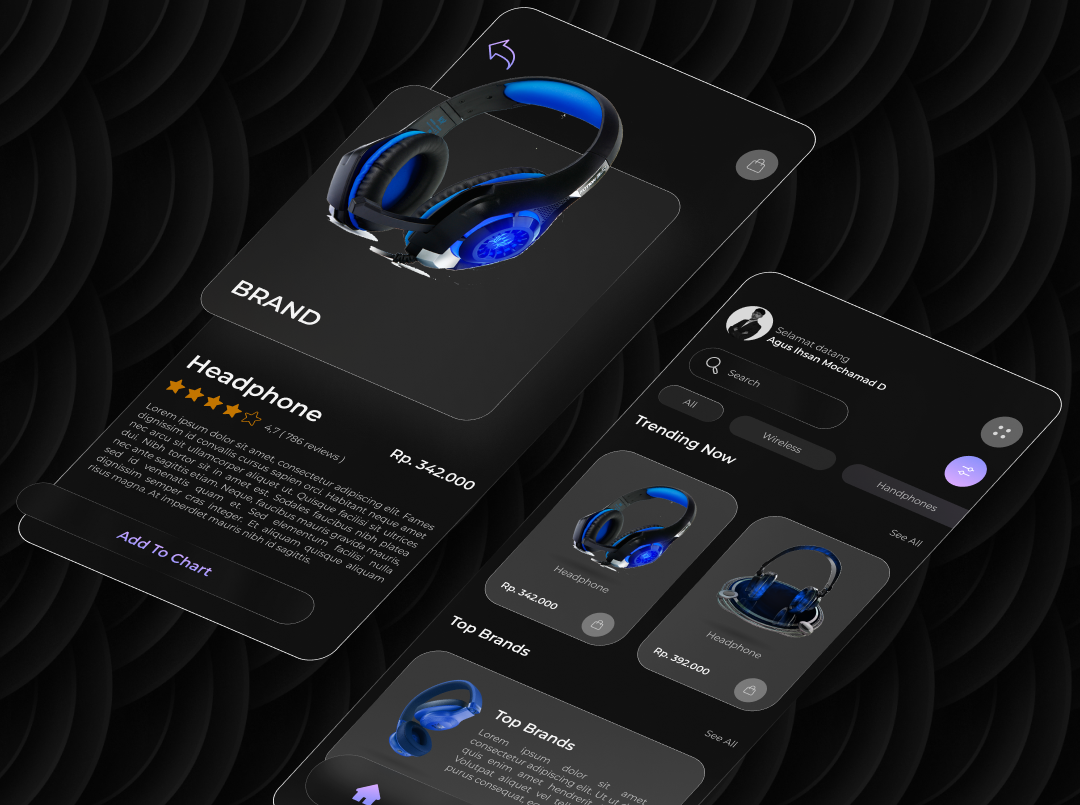 BRAND
Headphone
4,7 ( 786 reviews )
Rp. 342.000
Lorem ipsum dolor sit amet, consectetur adipiscing elit. Fames
dignissim id convallis cursus sapien orci. Habitant neque amet
nec arcu sit ullamcorper aliquet ut. Quisque facilisi sit ultrices
dui. Nibh tortor sit in amet est. Sodales faucibus nibh platea
nec ante sagittis etiam. Neque, faucibus mauris gravida mauris,
sed id venenatis quam et. Sed elementum, facilisi nulla
dignissim semper cras integer. Et aliquam quisque aliquam
risus magna. At imperdiet mauris nibh id sagittis.
Add To Chart
Selamat datang
Agus Ihsan Mochamad D
Search
All
Wireless
Handphones
Trending Now
See All
Headphone
Rp. 342.000
Headphone
Rp. 392.000
Top Brands
See All
Top Brands
Lorem ipsum dolor sit amet
consectetur adipiscing elit. Ut ut
quis enim amet hendrerit
Volutpat aliquet vel
purus consequat,